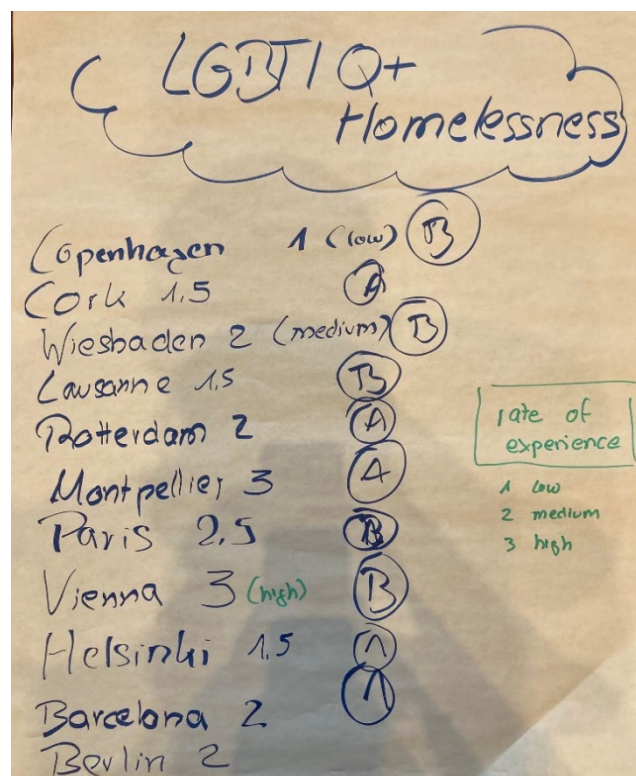 LGBTIQ+
Homelessness
Copenhagen 1 (low) B
Cork 1.5 A
Wiesbaden 2 (medium) B
Lausanne 1.5 B
Rotterdam 2 A
Montpellier 3 A
Paris 2.5 B
Vienna 3 (high) B
Helsinki 1.5 A
Barcelona 2 A
Berlin 2
rate of
experience
1 low
2 medium
3 high